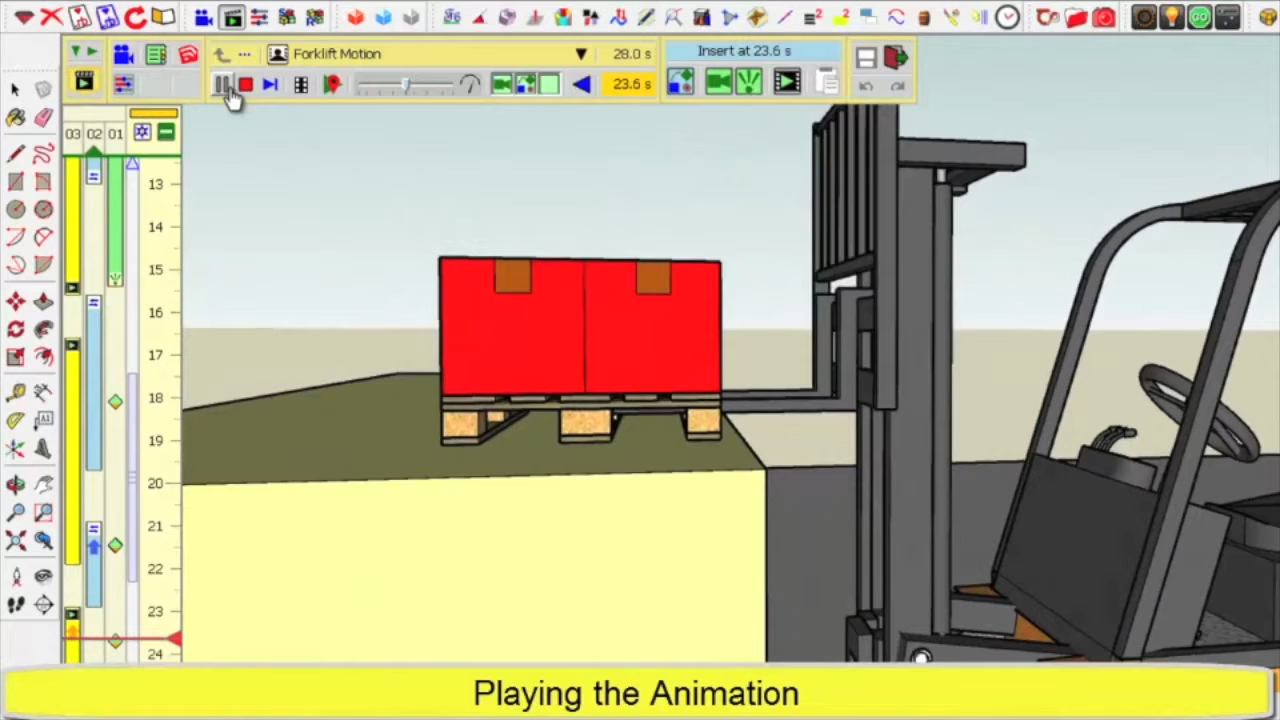 Forklift Motion
28.0 s
Insert at 23.6 s
23.6 s
03 02 01
13
14
15
16
17
18
19
20
21
22
23
24
Playing the Animation